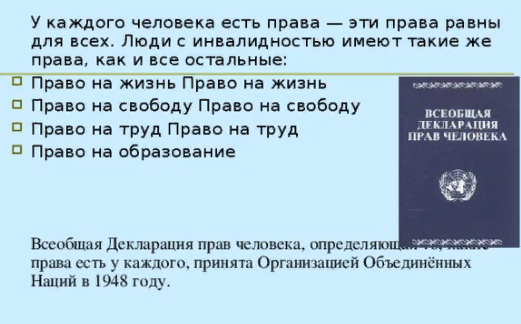 У каждого человека есть права — эти права равны
для всех. Люди с инвалидностью имеют такие же
права, как и все остальные:
Право на жизнь Право на жизнь
Право на свободу Право на свободу
Право на труд Право на труд
Право на образование
ВСЕОБЩАЯ
ДЕКЛАРАЦИЯ
ПРАВ ЧЕЛОВЕКА
Всеобщая Декларация прав человека,
права есть у каждого, принята Организацией Объединённых
Наций в 1948 году.